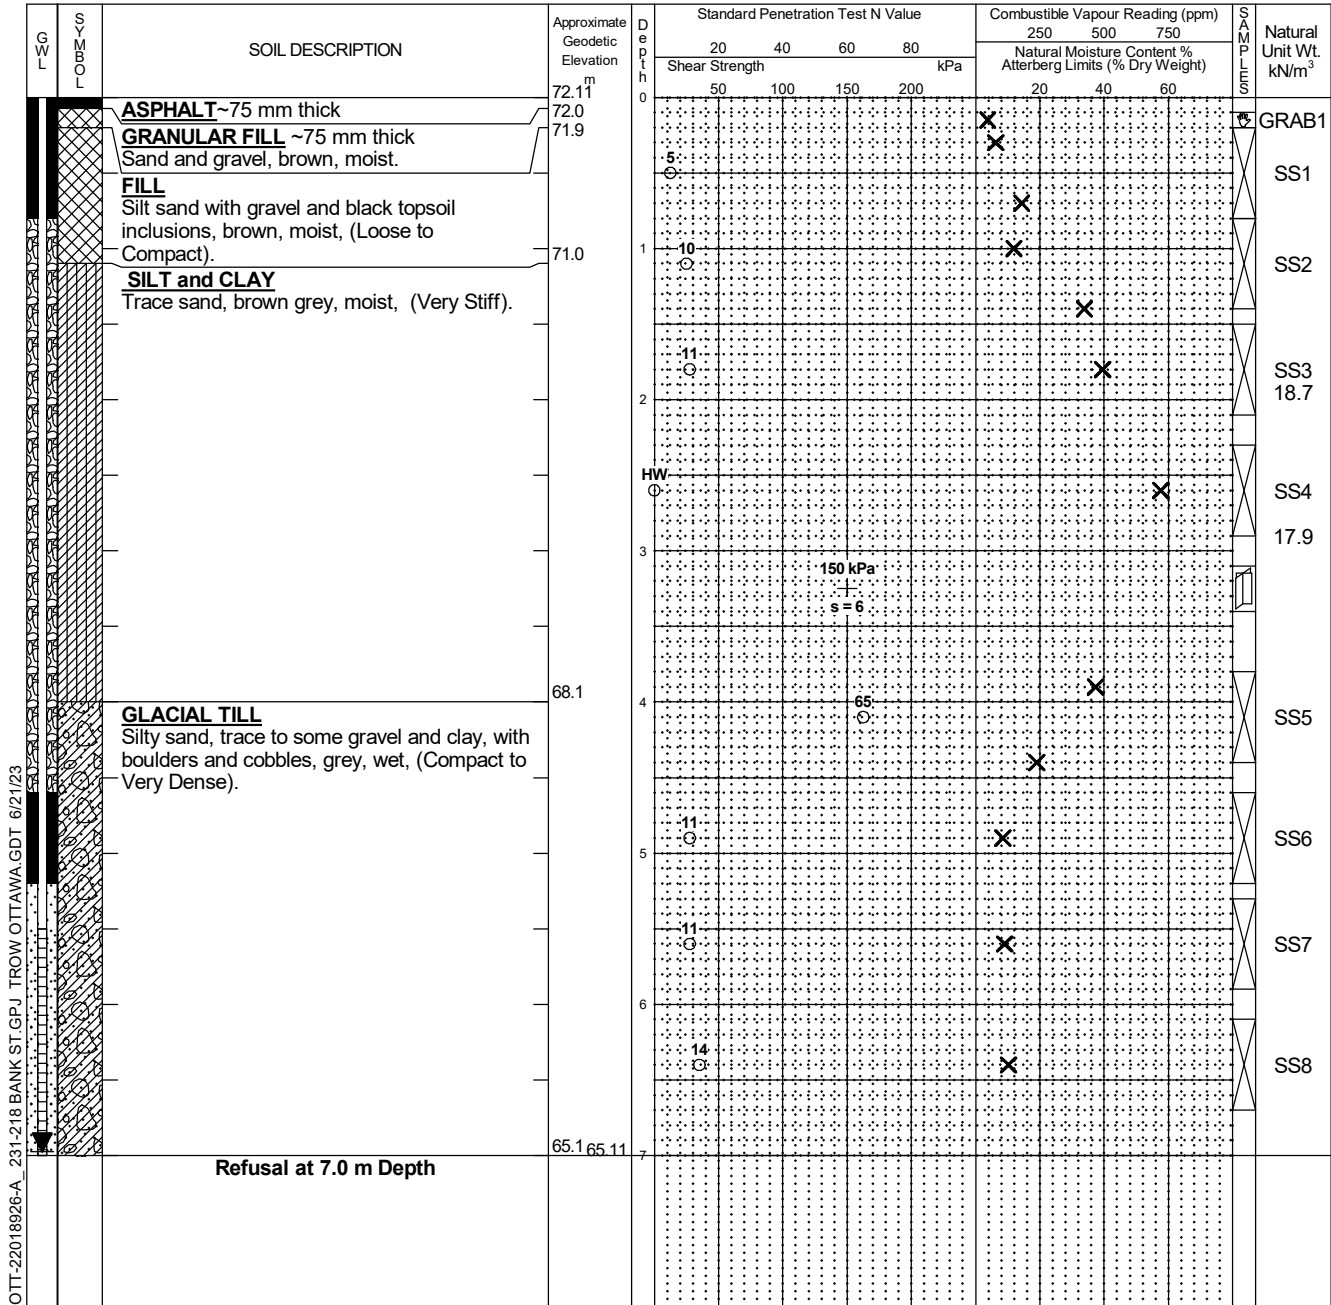 GWL
SYMBOL
SOIL DESCRIPTION
Approximate
Geodetic
Elevation
m
Depth
Standard Penetration Test N Value
20 40 60 80
Shear Strength kPa
50 100 150 200
Combustible Vapour Reading (ppm)
250 500 750
Natural Moisture Content %
Atterberg Limits (% Dry Weight)
20 40 60
SAMPLES
Natural
Unit Wt.
kN/m³
72.11
0
ASPHALT~75 mm thick
72.0
GRAB1
GRANULAR FILL ~75 mm thick
71.9
Sand and gravel, brown, moist.
5
SS1
FILL
Silt sand with gravel and black topsoil
inclusions, brown, moist, (Loose to
Compact).
71.0
1
10
SS2
SILT and CLAY
Trace sand, brown grey, moist, (Very Stiff).
11
SS3
18.7
2
HW
SS4
17.9
3
150 kPa
s = 6
68.1
4
65
SS5
GLACIAL TILL
Silty sand, trace to some gravel and clay, with
boulders and cobbles, grey, wet, (Compact to
Very Dense).
11
SS6
5
11
SS7
6
14
SS8
65.1 65.11
7
Refusal at 7.0 m Depth
OTT-22018926-A_ 231-218 BANK ST.GPJ TROW OTTAWA.GDT 6/21/23